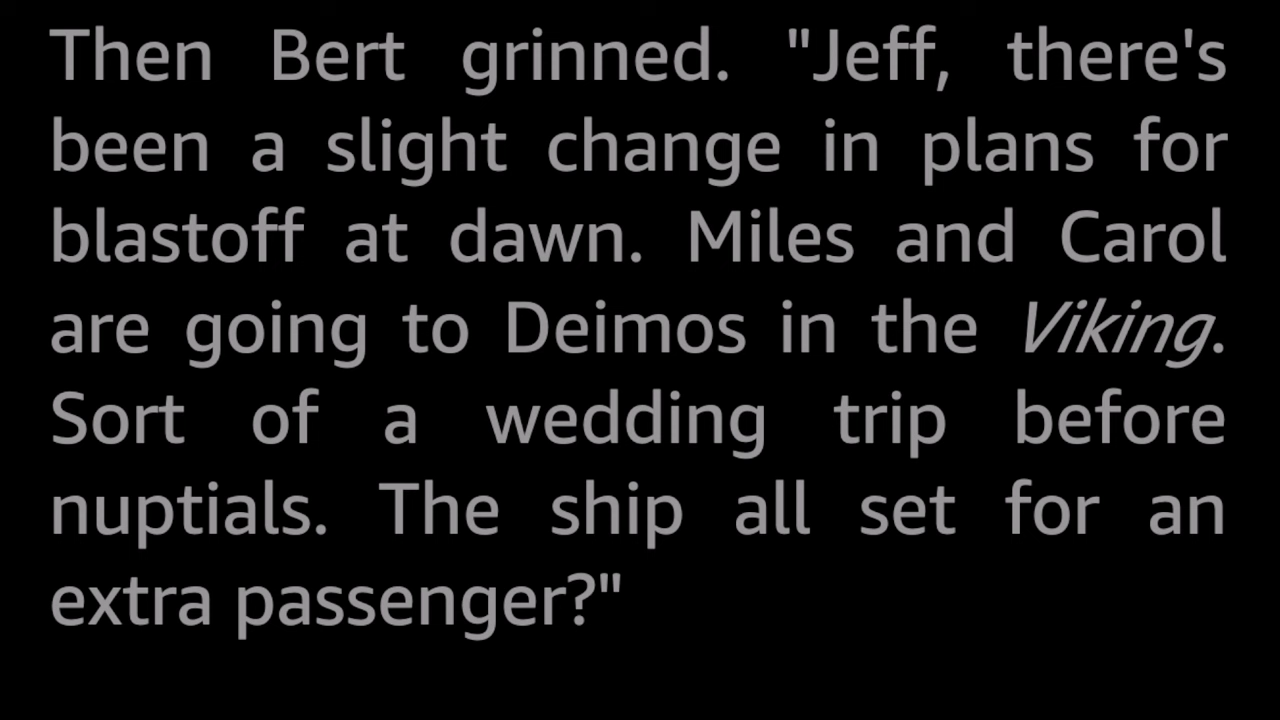 Then Bert grinned. "Jeff, there's
been a slight change in plans for
blastoff at dawn. Miles and Carol
are going to Deimos in the Viking.
Sort of a wedding trip before
nuptials. The ship all set for an
extra passenger?"